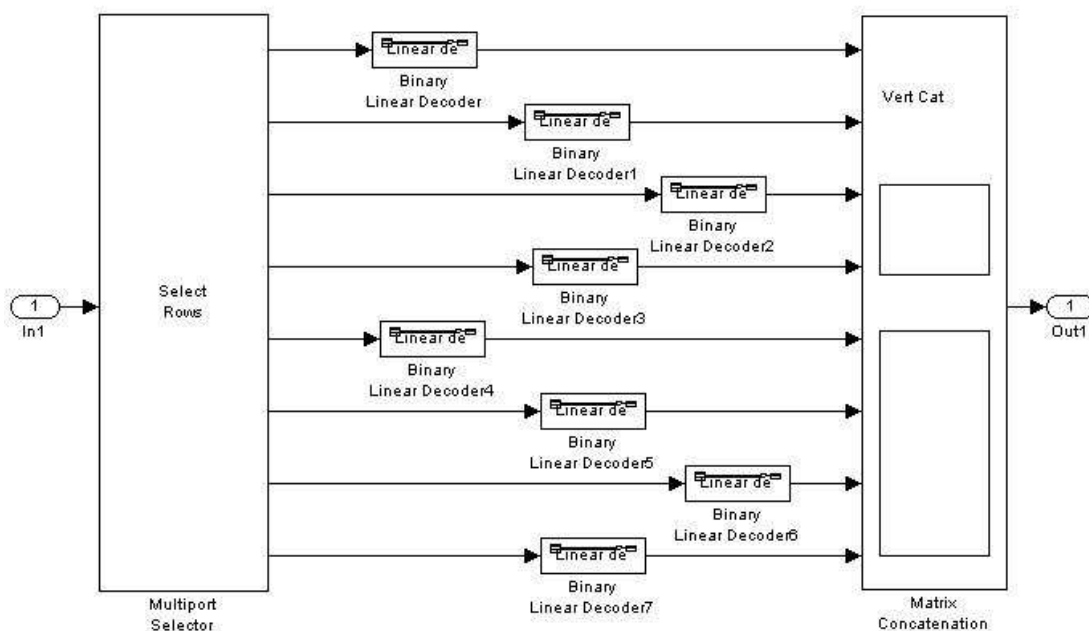 Linear de
Binary
Linear Decoder
Vert Cat
Linear de
Binary
Linear Decoder1
Linear de
Binary
Linear Decoder2
Linear de
Binary
Linear Decoder3
Select
Rows
1
In1
1
Out1
Linear de
Binary
Linear Decoder4
Linear de
Binary
Linear Decoder5
Linear de
Binary
Linear Decoder6
Linear de
Binary
Linear Decoder7
Multiport
Selector
Matrix
Concatenation